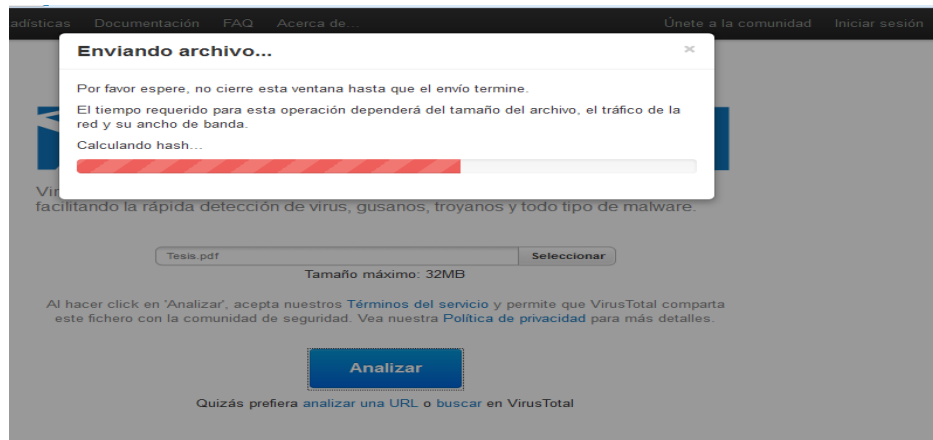 Documentación FAQ Acerca de... Únete a la comunidad Iniciar sesión
Enviando archivo... ×
Por favor espere, no cierre esta ventana hasta que el envío termine.
El tiempo requerido para esta operación dependerá del tamaño del archivo, el tráfico de la
red y su ancho de banda.
Calculando hash...
facilitando la rápida detección de virus, gusanos, troyanos y todo tipo de malware.
Tesis.pdf Seleccionar
Tamaño máximo: 32MB
Al hacer click en 'Analizar', acepta nuestros Términos del servicio y permite que VirusTotal comparta
este fichero con la comunidad de seguridad. Vea nuestra Política de privacidad para más detalles.
Analizar
Quizás prefiera analizar una URL o buscar en VirusTotal